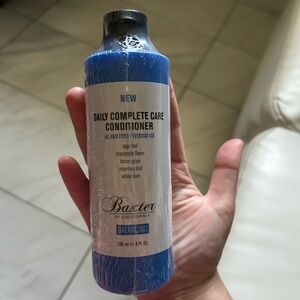 NEW
DAILY COMPLETE CARE
CONDITIONER
ALL HAIR TYPES • EVERYDAY USE
sage leaf
chamomile flower
lemon grass
rosemary leaf
willow bark
Baxter
OF CALIFORNIA
BALANCING
236 ml e 8 FL OZ